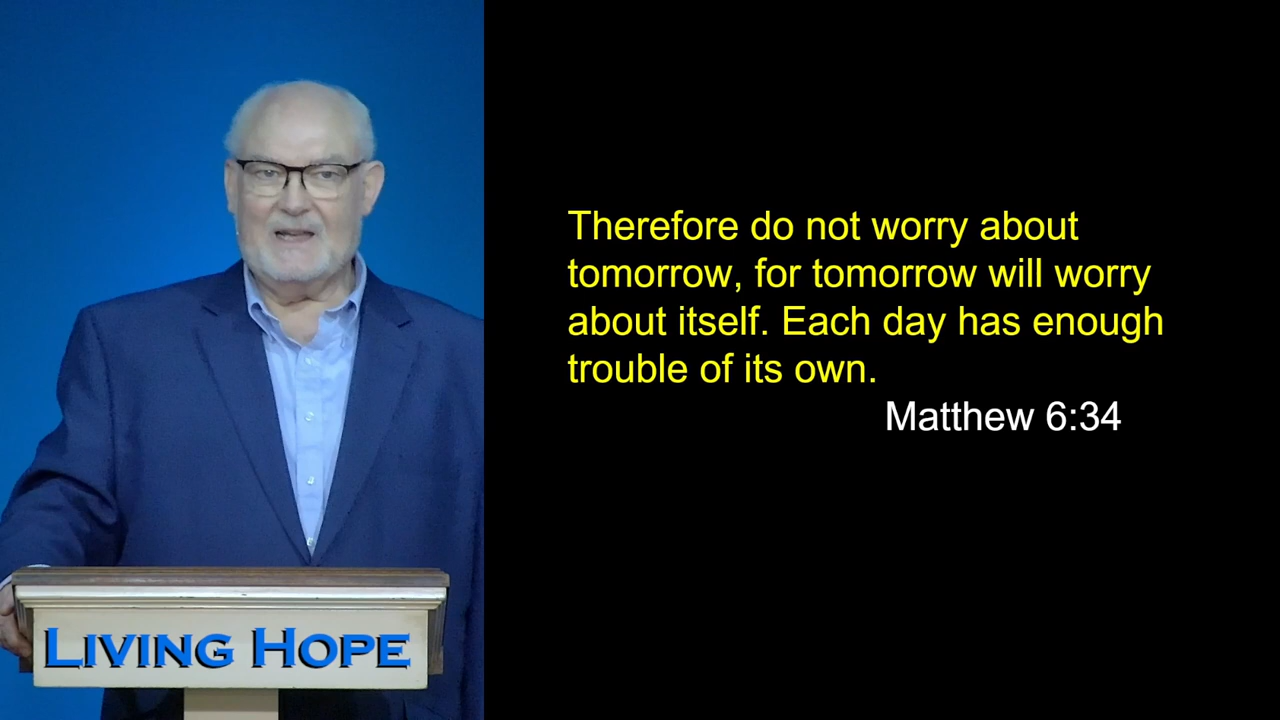 Therefore do not worry about
tomorrow, for tomorrow will worry
about itself. Each day has enough
trouble of its own.
Matthew 6:34
LIVING HOPE